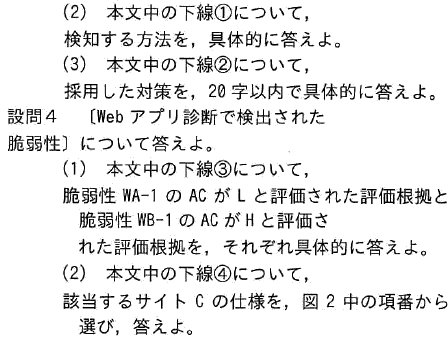 (2) 本文中の下線①について，
検知する方法を，具体的に答えよ。
(3) 本文中の下線②について，
採用した対策を，20 字以内で具体的に答えよ。
設問４ 〔Web アプリ診断で検出された
脆弱性〕について答えよ。
(1) 本文中の下線③について，
脆弱性 WA-1 の AC が L と評価された評価根拠と
脆弱性 WB-1 の AC が H と評価さ
れた評価根拠を，それぞれ具体的に答えよ。
(2) 本文中の下線④について，
該当するサイト C の仕様を，図 2 中の項番から
選び，答えよ。